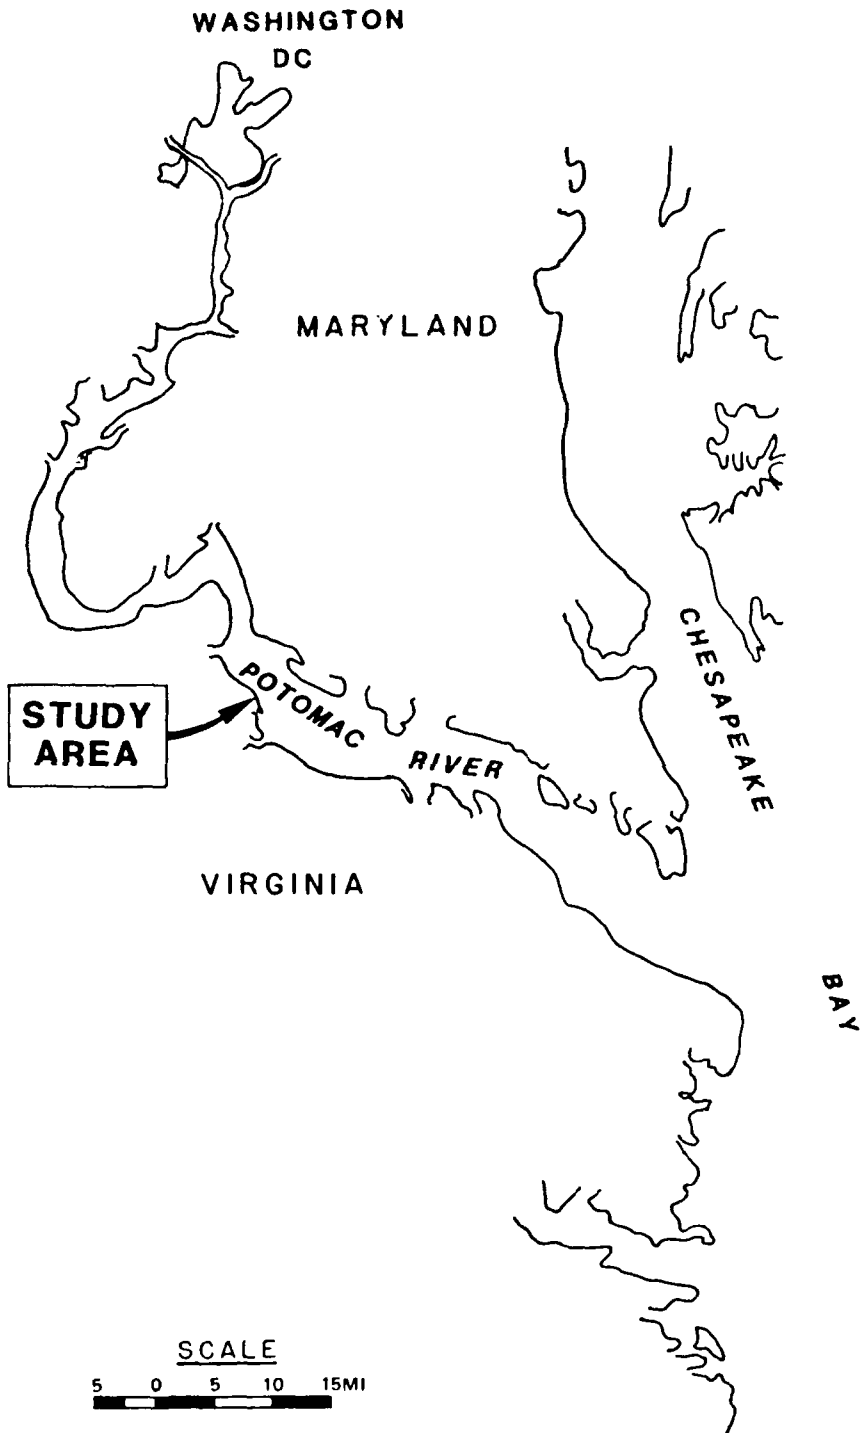 WASHINGTON
DC
MARYLAND
CHESAPEAKE
POTOMAC
RIVER
STUDY
AREA
VIRGINIA
BAY
SCALE
5 0 5 10 15MI